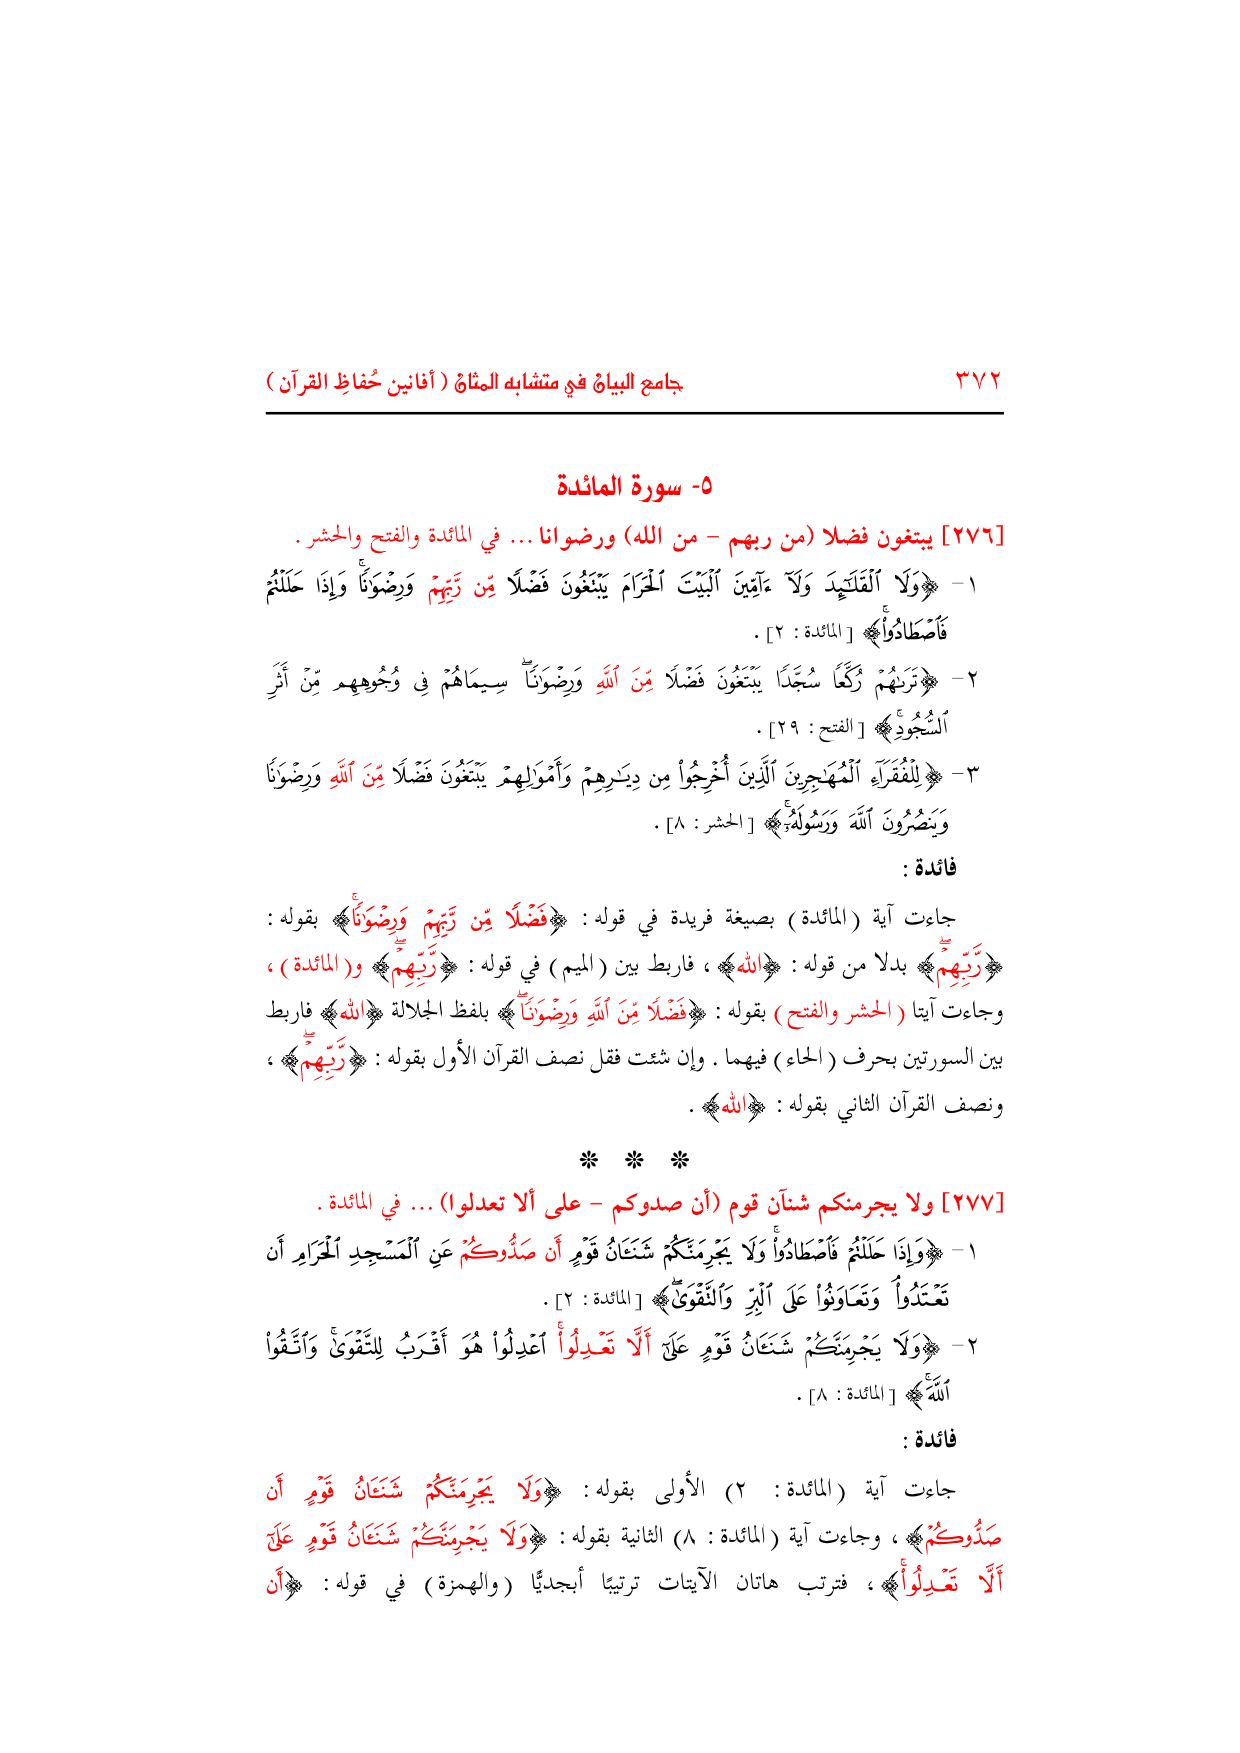 ٣٧٢ جامع البيان في متشابه المثان ( أفانين حُفاظِ القرآن )
٥- سورة المائدة
[٢٧٦] يبتغون فضلا (من ربهم – من الله) ورضوانا ... في المائدة والفتح والحشر .
١- ﴿وَلَا ٱلْقَلَـٰٓئِدَ وَلَآ ءَآمِّينَ ٱلْبَيْتَ ٱلْحَرَامَ يَبْتَغُونَ فَضْلًا مِّن رَّبِّهِمْ وَرِضْوَٰنًا ۚ وَإِذَا حَلَلْتُمْ
فَٱصْطَادُوا۟ ۚ﴾ [المائدة : ٢] .
٢- ﴿تَرَىٰهُمْ رُكَّعًا سُجَّدًا يَبْتَغُونَ فَضْلًا مِّنَ ٱللَّهِ وَرِضْوَٰنًا ۖ سِيمَاهُمْ فِى وُجُوهِهِم مِّنْ أَثَرِ
ٱلسُّجُودِ ۚ﴾ [الفتح : ٢٩] .
٣- ﴿لِلْفُقَرَآءِ ٱلْمُهَـٰجِرِينَ ٱلَّذِينَ أُخْرِجُوا۟ مِن دِيَـٰرِهِمْ وَأَمْوَٰلِهِمْ يَبْتَغُونَ فَضْلًا مِّنَ ٱللَّهِ وَرِضْوَٰنًا
وَيَنصُرُونَ ٱللَّهَ وَرَسُولَهُۥٓ ۚ﴾ [الحشر : ٨] .
فائدة :
جاءت آية (المائدة) بصيغة فريدة في قوله : ﴿فَضْلًا مِّن رَّبِّهِمْ وَرِضْوَٰنًا ۚ﴾ بقوله :
﴿رَّبِّهِمْ ۖ﴾ بدلا من قوله : ﴿الله﴾ ، فاربط بين (الميم) في قوله : ﴿رَّبِّهِمْ ۖ﴾ و(المائدة) ،
وجاءت آيتا (الحشر والفتح) بقوله : ﴿فَضْلًا مِّنَ ٱللَّهِ وَرِضْوَٰنًا ۖ﴾ بلفظ الجلالة ﴿الله﴾ فاربط
بين السورتين بحرف (الحاء) فيهما . وإن شئت فقل نصف القرآن الأول بقوله : ﴿رَّبِّهِمْ ۖ﴾ ،
ونصف القرآن الثاني بقوله : ﴿الله﴾ .
❊ ❊ ❊
[٢٧٧] ولا يجرمنكم شنآن قوم (أن صدوكم – على ألا تعدلوا) ... في المائدة .
١- ﴿وَإِذَا حَلَلْتُمْ فَٱصْطَادُوا۟ ۚ وَلَا يَجْرِمَنَّكُمْ شَنَـَٔانُ قَوْمٍ أَن صَدُّوكُمْ عَنِ ٱلْمَسْجِدِ ٱلْحَرَامِ أَن
تَعْتَدُوا۟ ۘ وَتَعَاوَنُوا۟ عَلَى ٱلْبِرِّ وَٱلتَّقْوَىٰ ۖ﴾ [المائدة : ٢] .
٢- ﴿وَلَا يَجْرِمَنَّكُمْ شَنَـَٔانُ قَوْمٍ عَلَىٰٓ أَلَّا تَعْدِلُوا۟ ۚ ٱعْدِلُوا۟ هُوَ أَقْرَبُ لِلتَّقْوَىٰ ۖ وَٱتَّقُوا۟
ٱللَّهَ ۚ﴾ [المائدة : ٨] .
فائدة :
جاءت آية (المائدة : ٢) الأولى بقوله : ﴿وَلَا يَجْرِمَنَّكُمْ شَنَـَٔانُ قَوْمٍ أَن
صَدُّوكُمْ﴾ ، وجاءت آية (المائدة : ٨) الثانية بقوله : ﴿وَلَا يَجْرِمَنَّكُمْ شَنَـَٔانُ قَوْمٍ عَلَىٰٓ
أَلَّا تَعْدِلُوا۟ ۚ﴾ ، فترتب هاتان الآيتات ترتيبًا أبجديًّا (والهمزة) في قوله : ﴿أَن